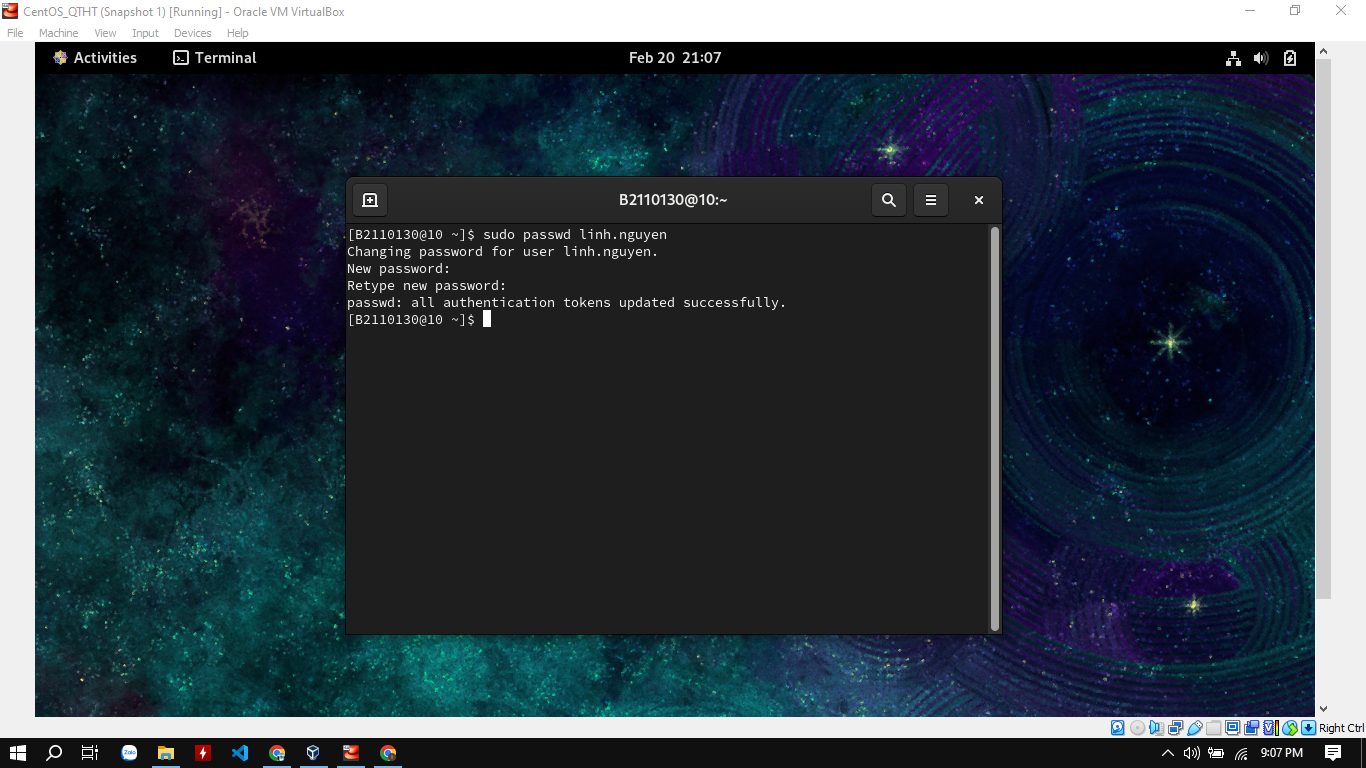 CentOS_QTHT (Snapshot 1) [Running] - Oracle VM VirtualBox
File Machine View Input Devices Help
Activities Terminal Feb 20 21:07
B2110130@10:~
[B2110130@10 ~]$ sudo passwd linh.nguyen
Changing password for user linh.nguyen.
New password:
Retype new password:
passwd: all authentication tokens updated successfully.
[B2110130@10 ~]$
Right Ctrl
Zalo
9:07 PM